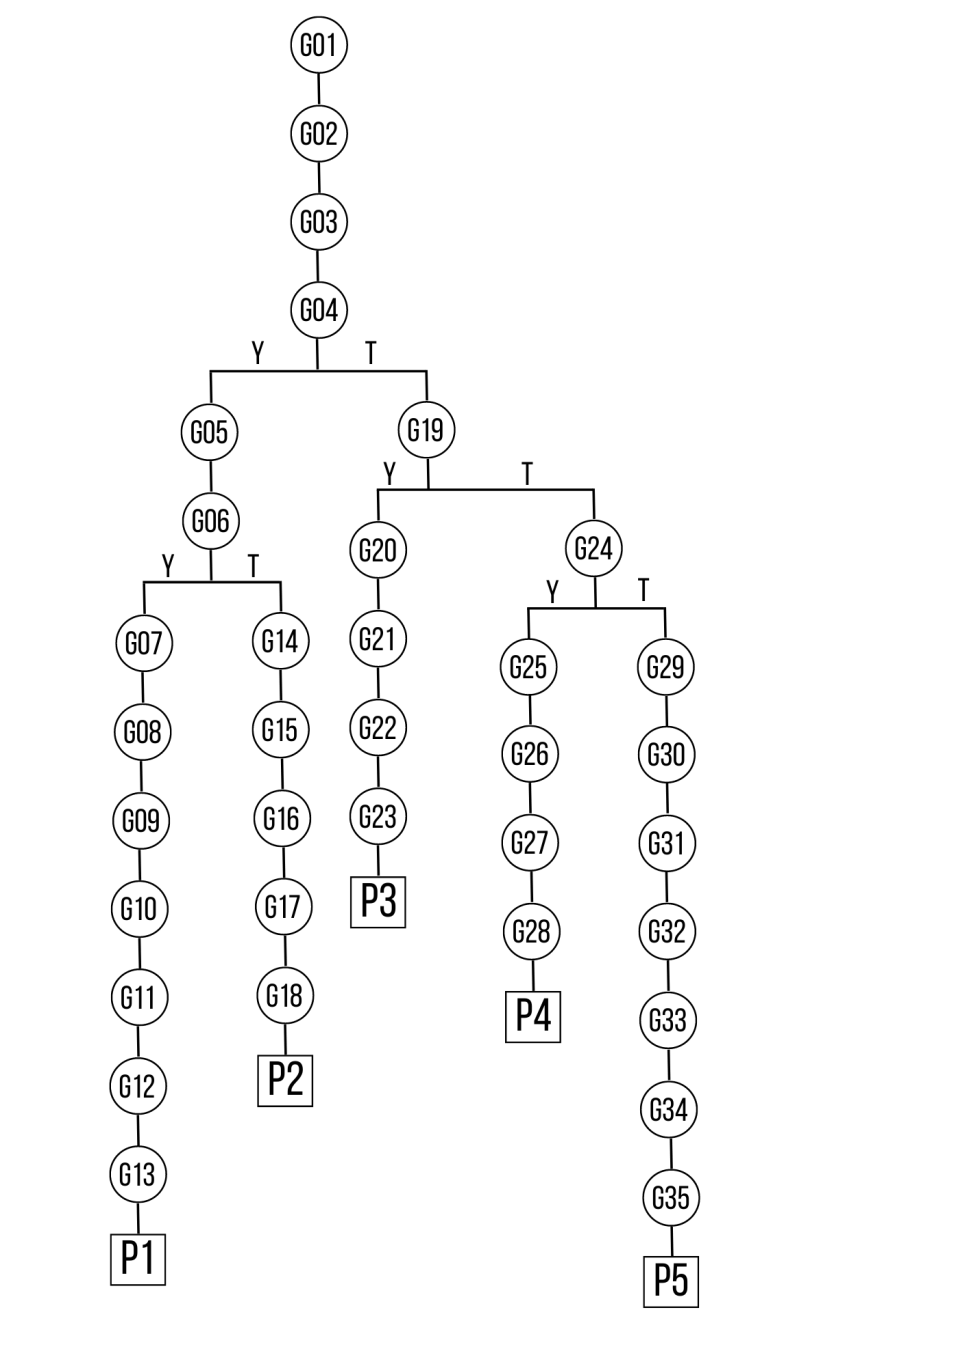 G01
G02
G03
G04
Y T
G05 G19
Y T
G06 G20 G24
Y T Y T
G07 G14 G21 G25 G29
G08 G15 G22 G26 G30
G09 G16 G23 G27 G31
G10 G17 P3 G28 G32
G11 G18 P4 G33
G12 P2 G34
G13 G35
P1 P5